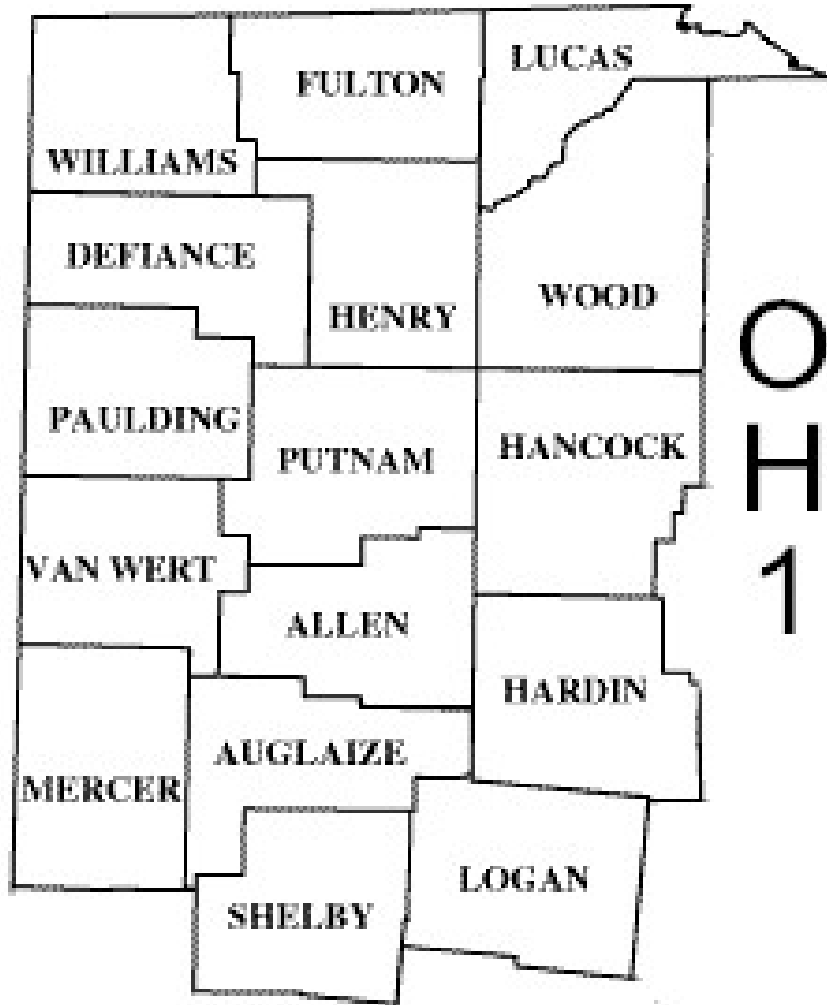 LUCAS
FULTON
WILLIAMS
DEFIANCE
HENRY
WOOD
O
H
1
PAULDING
PUTNAM
HANCOCK
VAN WERT
ALLEN
HARDIN
AUGLAIZE
MERCER
LOGAN
SHELBY